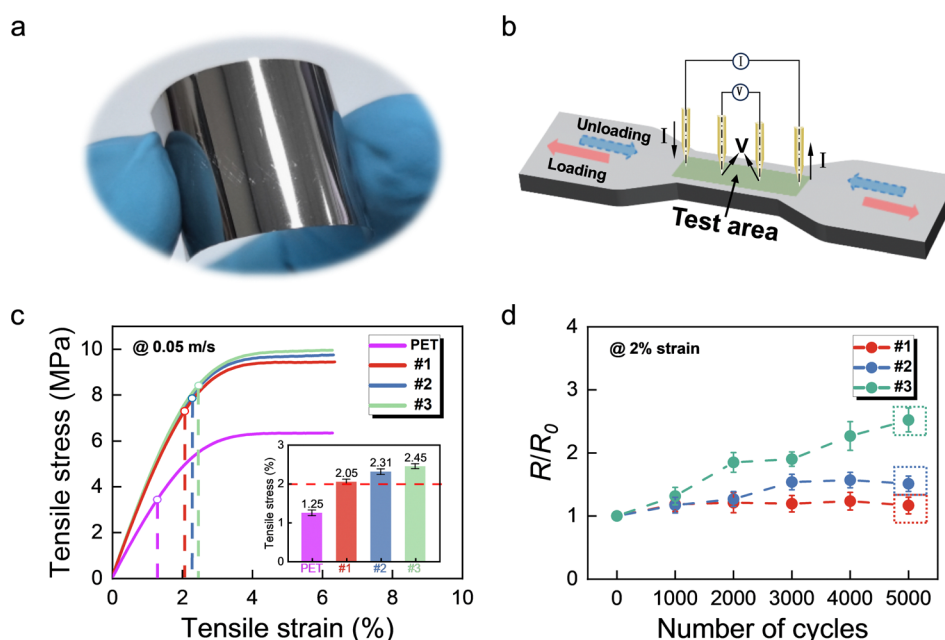 a
b
I
V
I
Unloading
Loading
V
I
Test area
c
Tensile stress (MPa)
10
8
6
4
2
0
@ 0.05 m/s
PET
#1
#2
#3
Tensile stress (%)
3
2
1
0
1.25
2.05
2.31
2.45
PET
#1
#2
#3
0
2
4
6
8
10
Tensile strain (%)
d
R/R0
4
3
2
1
0
@ 2% strain
#1
#2
#3
0
1000
2000
3000
4000
5000
Number of cycles